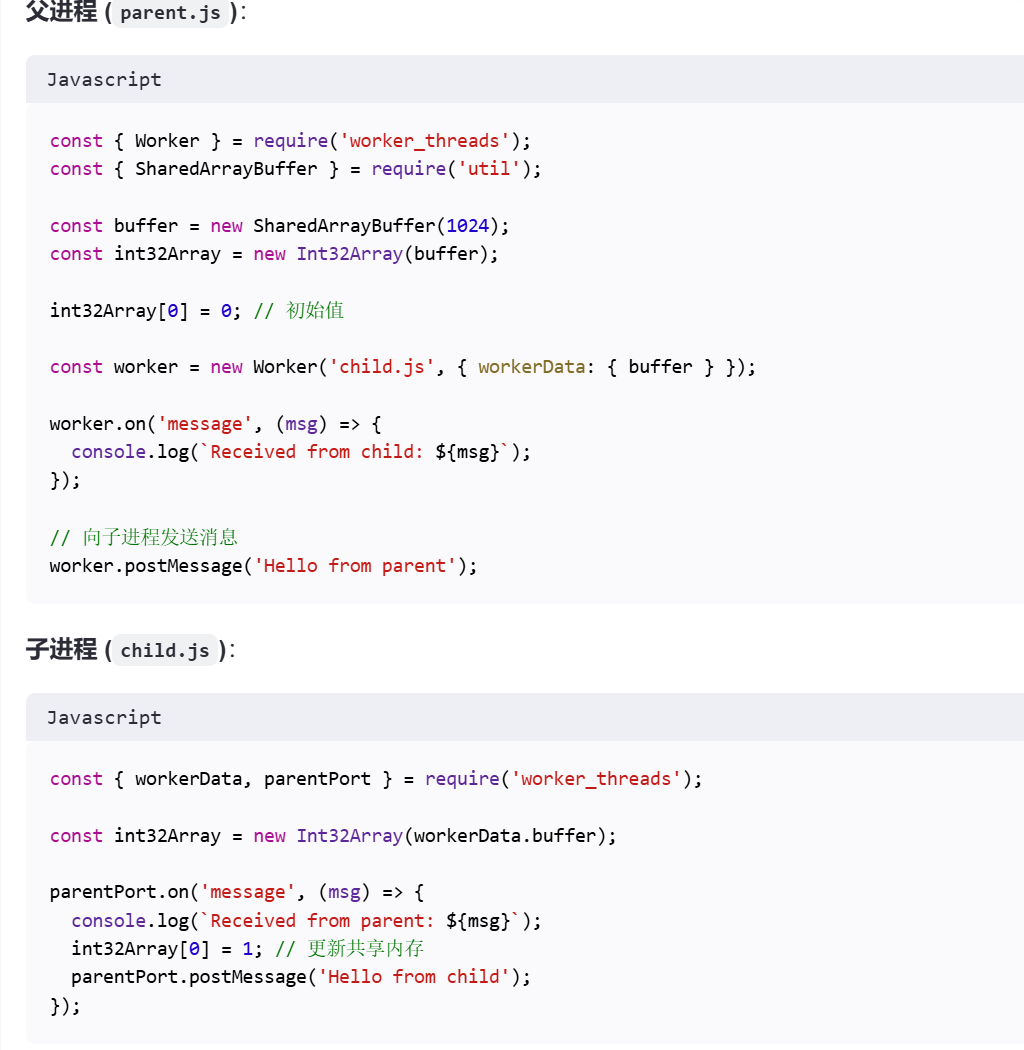 父进程 (parent.js):
Javascript
const { Worker } = require('worker_threads');
const { SharedArrayBuffer } = require('util');
const buffer = new SharedArrayBuffer(1024);
const int32Array = new Int32Array(buffer);
int32Array[0] = 0; // 初始值
const worker = new Worker('child.js', { workerData: { buffer } });
worker.on('message', (msg) => {
  console.log(`Received from child: ${msg}`);
});
// 向子进程发送消息
worker.postMessage('Hello from parent');
子进程 (child.js):
Javascript
const { workerData, parentPort } = require('worker_threads');
const int32Array = new Int32Array(workerData.buffer);
parentPort.on('message', (msg) => {
  console.log(`Received from parent: ${msg}`);
  int32Array[0] = 1; // 更新共享内存
  parentPort.postMessage('Hello from child');
});